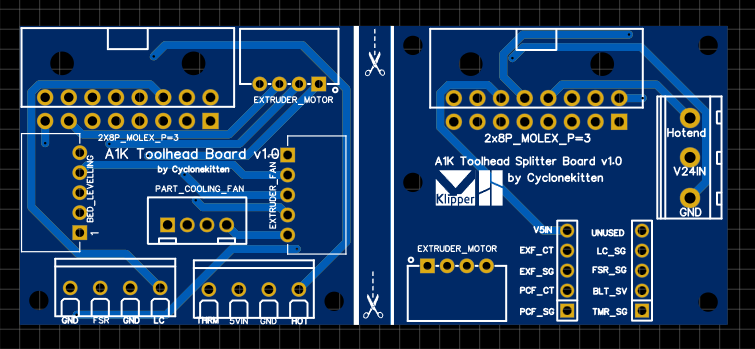 EXTRUDER_MOTOR
2x8P_MOLEX_P=3
A1K Toolhead Board v1.0
by Cyclonekitten
BED_LEVELLING
1
PART_COOLING_FAN
EXTRUDER_FAN
GND FSR GND LC
THRM 5VIN GND HOT
2x8P_MOLEX_P=3
A1K Toolhead Splitter Board v1.0
by Cyclonekitten
Klipper
Hotend
V24IN
GND
EXTRUDER_MOTOR
V5IN
EXF_CT
EXF_SG
PCF_CT
PCF_SG
UNUSED
LC_SG
FSR_SG
BLT_SV
TMR_SG